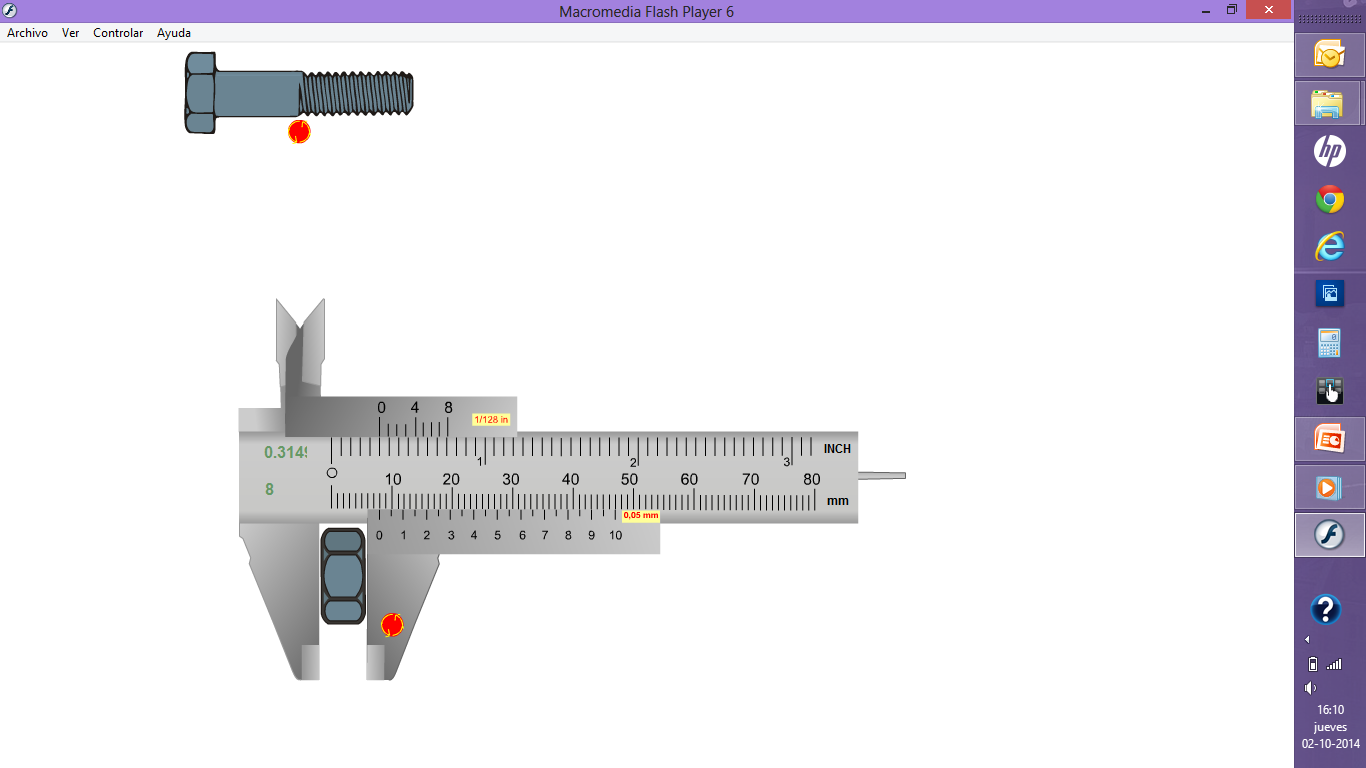 Macromedia Flash Player 6
Archivo Ver Controlar Ayuda
0 4 8
1/128 in
0.3149
1 2 3
INCH
0
10 20 30 40 50 60 70 80
8
mm
0,05 mm
0 1 2 3 4 5 6 7 8 9 10
hp
16:10
jueves
02-10-2014